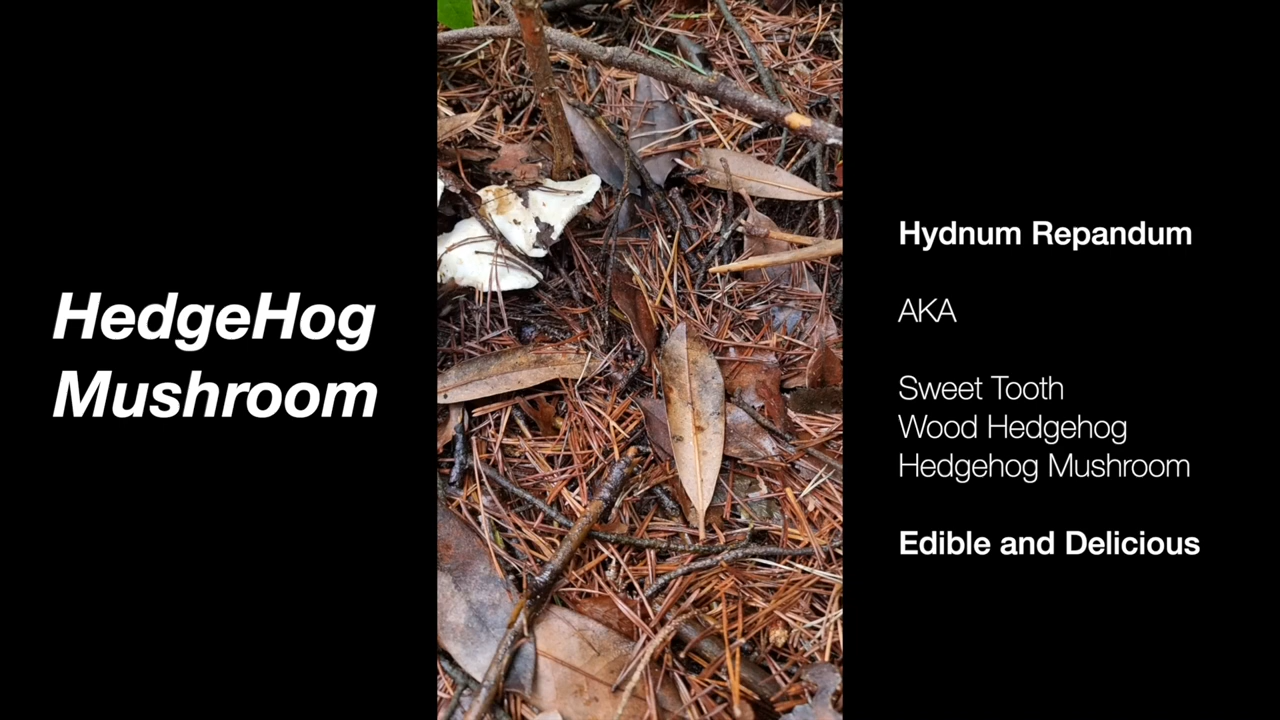 HedgeHog
Mushroom
Hydnum Repandum
AKA
Sweet Tooth
Wood Hedgehog
Hedgehog Mushroom
Edible and Delicious